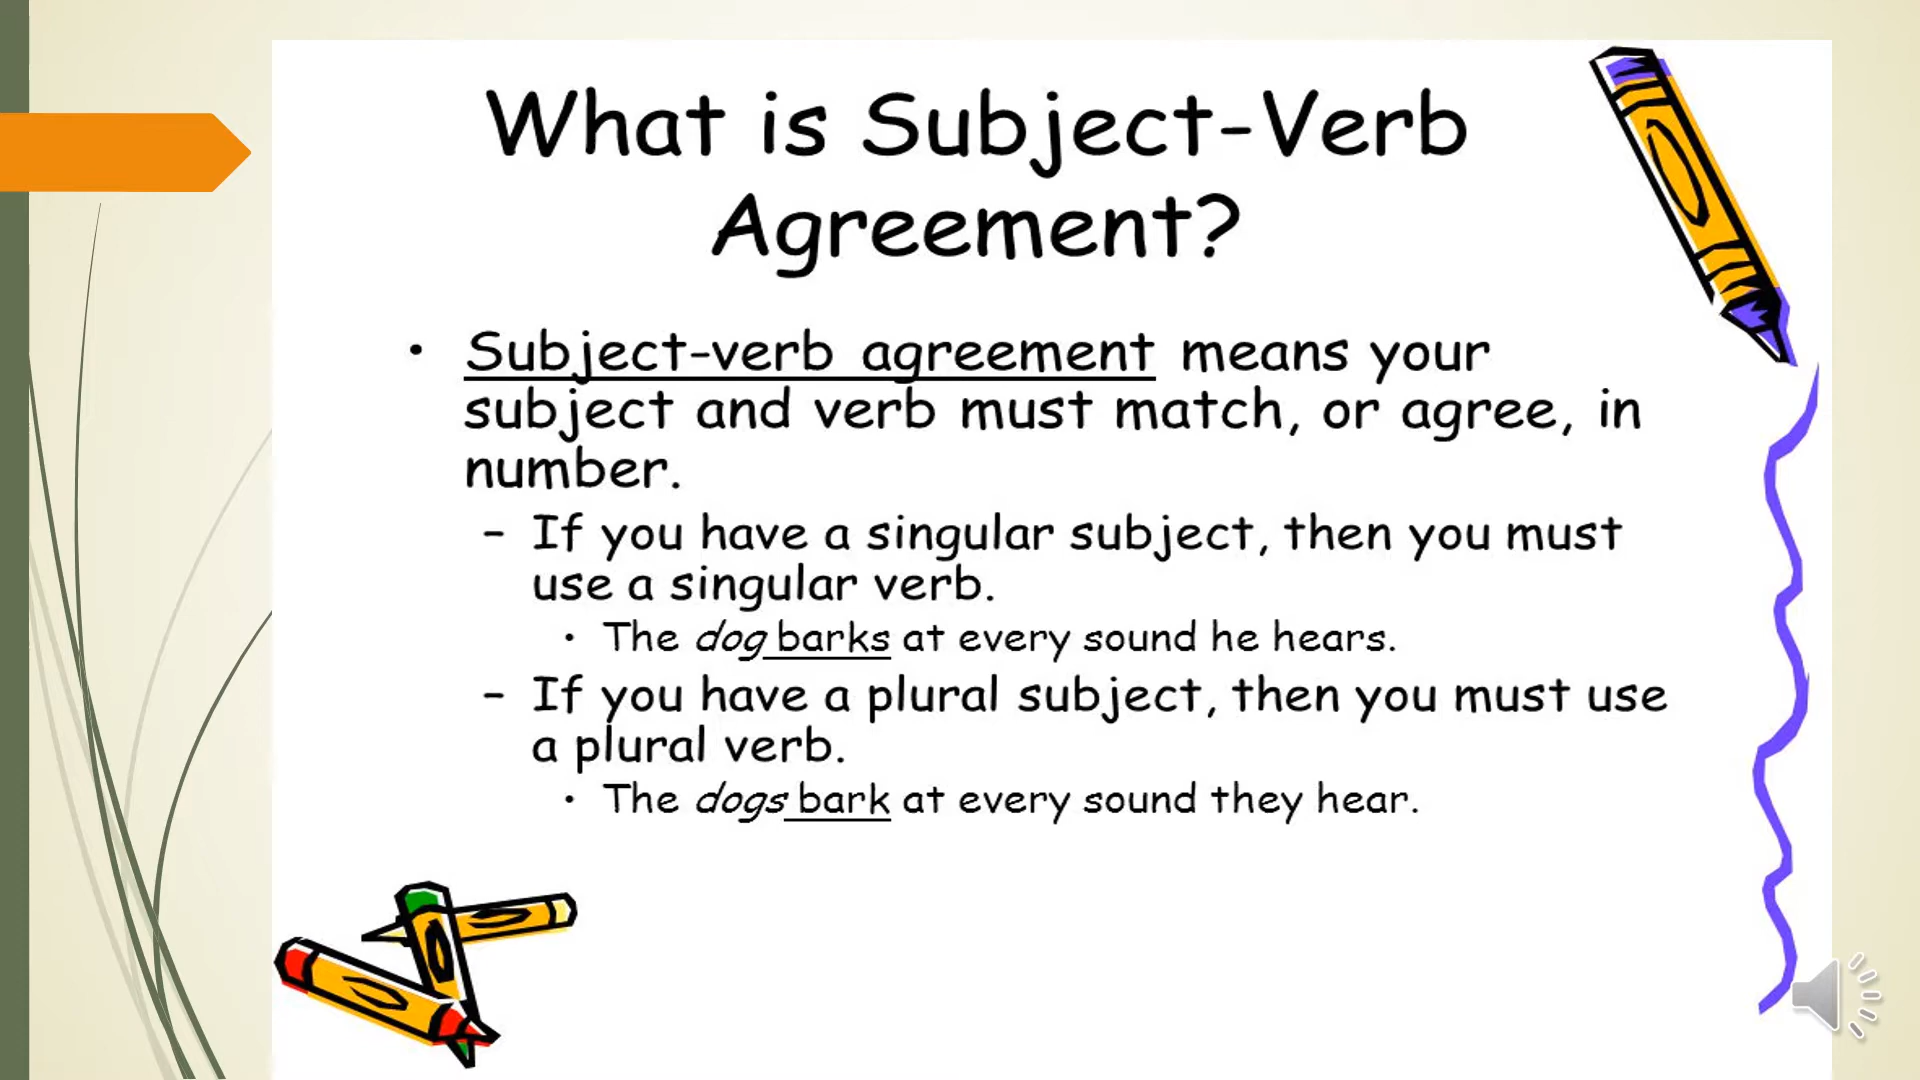 What is Subject-Verb
Agreement?
• Subject-verb agreement means your
subject and verb must match, or agree, in
number.
– If you have a singular subject, then you must
use a singular verb.
• The dog barks at every sound he hears.
– If you have a plural subject, then you must use
a plural verb.
• The dogs bark at every sound they hear.